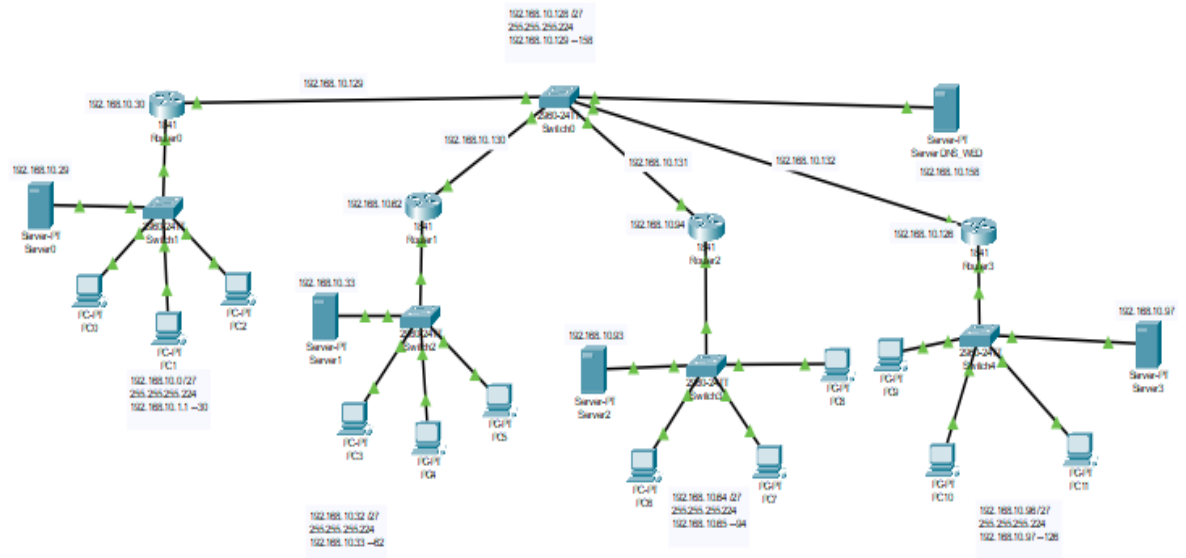 192.168.10.128 /27
255.255.255.224
192.168.10.129 --158
192.168.10.129
192.168.10.30
1841
Router0
2960-24TT
Switch0
Server-PT
Server DNS_WED
192.168.10.158
192.168.10.130
192.168.10.131
192.168.10.132
192.168.10.29
Server-PT
Server0
2960-24TT
Switch1
PC-PT
PC0
PC-PT
PC1
PC-PT
PC2
192.168.10.0/27
255.255.255.224
192.168.10.1.1 --30
192.168.10.62
1841
Router1
192.168.10.33
Server-PT
Server1
2960-24TT
Switch2
PC-PT
PC3
PC-PT
PC4
PC-PT
PC5
192.168.10.32 /27
255.255.255.224
192.168.10.33 --62
192.168.10.94
1841
Router2
192.168.10.93
Server-PT
Server2
2960-24TT
Switch3
PC-PT
PC6
PC-PT
PC7
PC-PT
PC8
192.168.10.64 /27
255.255.255.224
192.168.10.65 --94
192.168.10.126
1841
Router3
192.168.10.97
Server-PT
Server3
2960-24TT
Switch4
PC-PT
PC9
PC-PT
PC10
PC-PT
PC11
192.168.10.96 /27
255.255.255.224
192.168.10.97 --126